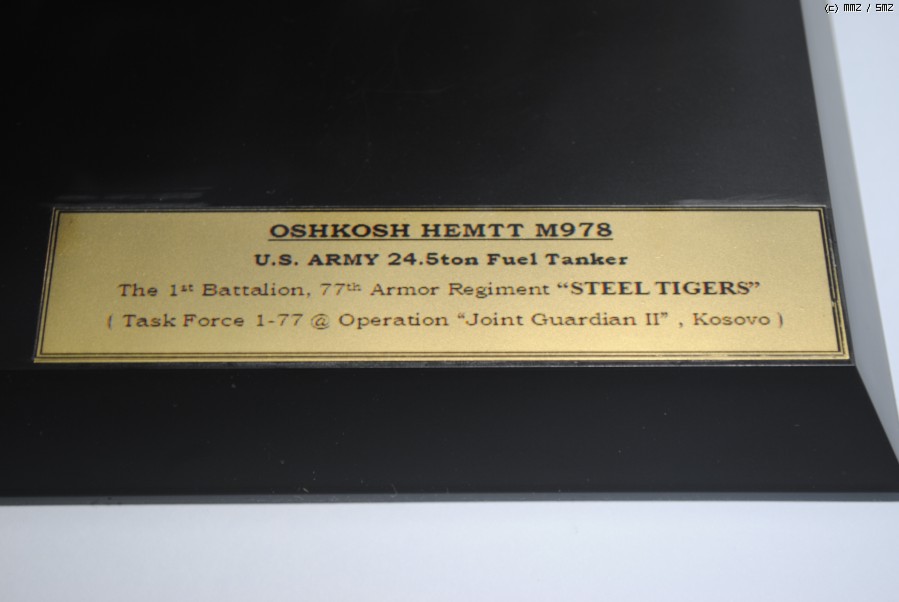 (c) MMZ / SMZ
OSHKOSH HEMTT M978
U.S. ARMY 24.5ton Fuel Tanker
The 1st Battalion, 77th Armor Regiment “STEEL TIGERS”
( Task Force 1-77 @ Operation “Joint Guardian II” , Kosovo )